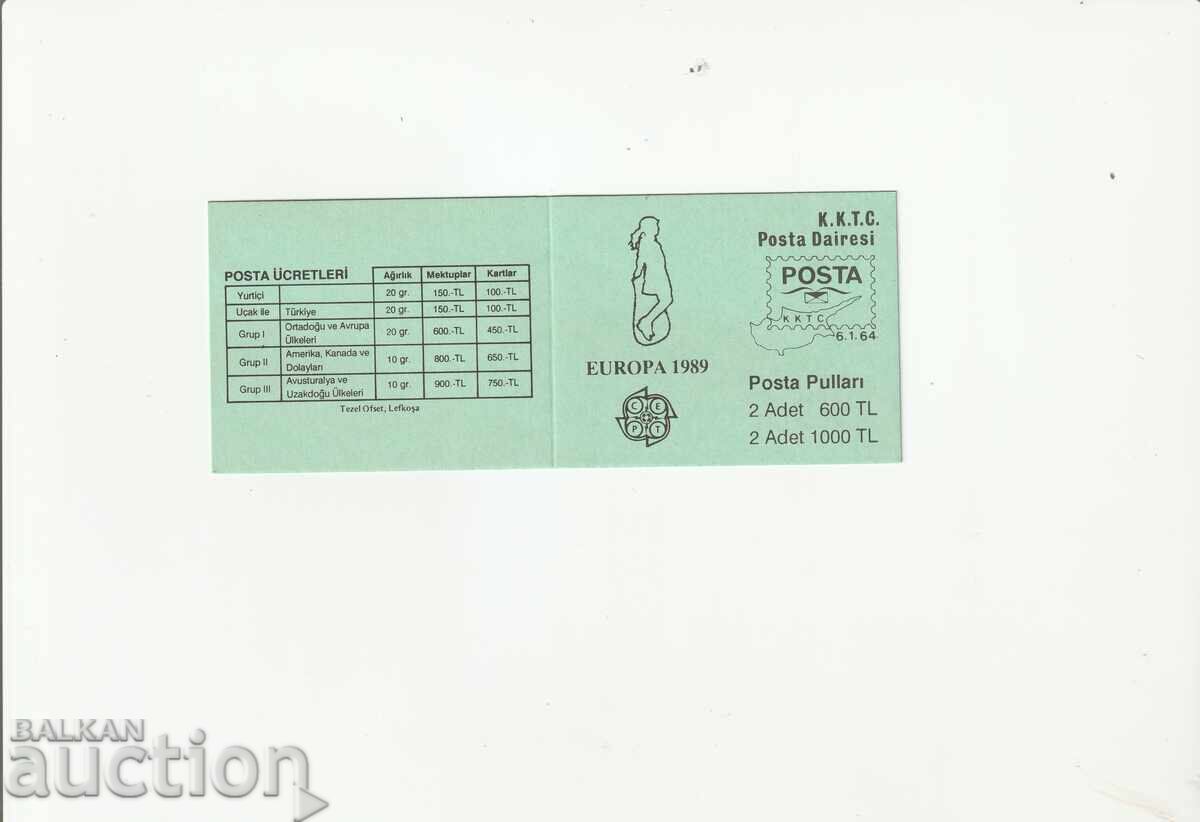 POSTA ÜCRETLERİ Ağırlık Mektuplar Kartlar
Yurtiçi 20 gr. 150.-TL 100.-TL
Uçak ile Türkiye 20 gr. 150.-TL 100.-TL
Grup I Ortadoğu ve Avrupa Ülkeleri 20 gr. 600.-TL 450.-TL
Grup II Amerika, Kanada ve Dolayları 10 gr. 800.-TL 650.-TL
Grup III Avusturalya ve Uzakdoğu Ülkeleri 10 gr. 900.-TL 750.-TL
Tezel Ofset, Lefkoşa
EUROPA 1989
C E
P T
K.K.T.C.
Posta Dairesi
POSTA
K K T C
6.1.64
Posta Pulları
2 Adet 600 TL
2 Adet 1000 TL
BALKAN
auction